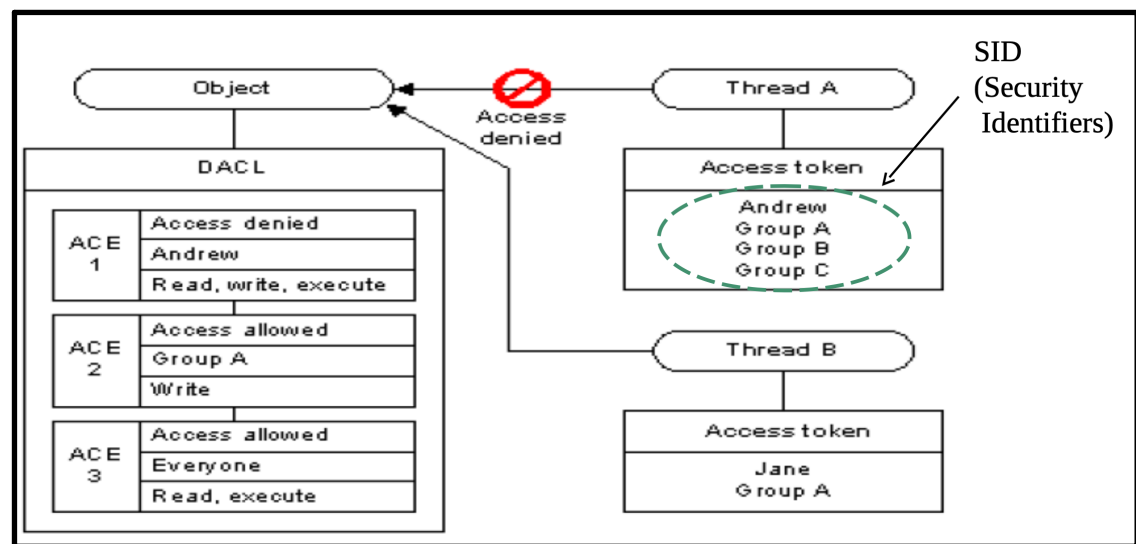 SID
(Security
Identifiers)
Object
Thread A
Access
denied
DACL
Access token
ACE
1
Access denied
Andrew
Read, write, execute
Andrew
Group A
Group B
Group C
ACE
2
Access allowed
Group A
Write
Thread B
ACE
3
Access allowed
Everyone
Read, execute
Access token
Jane
Group A